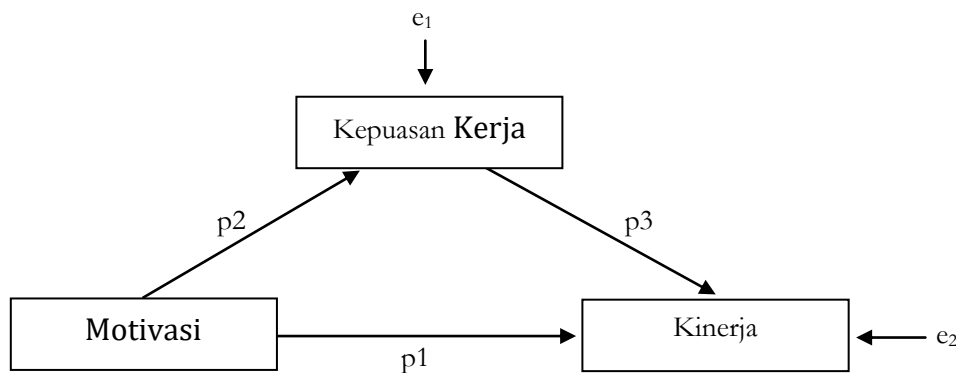 e₁
Kepuasan Kerja
p2
p3
Motivasi
Kinerja
p1
e₂